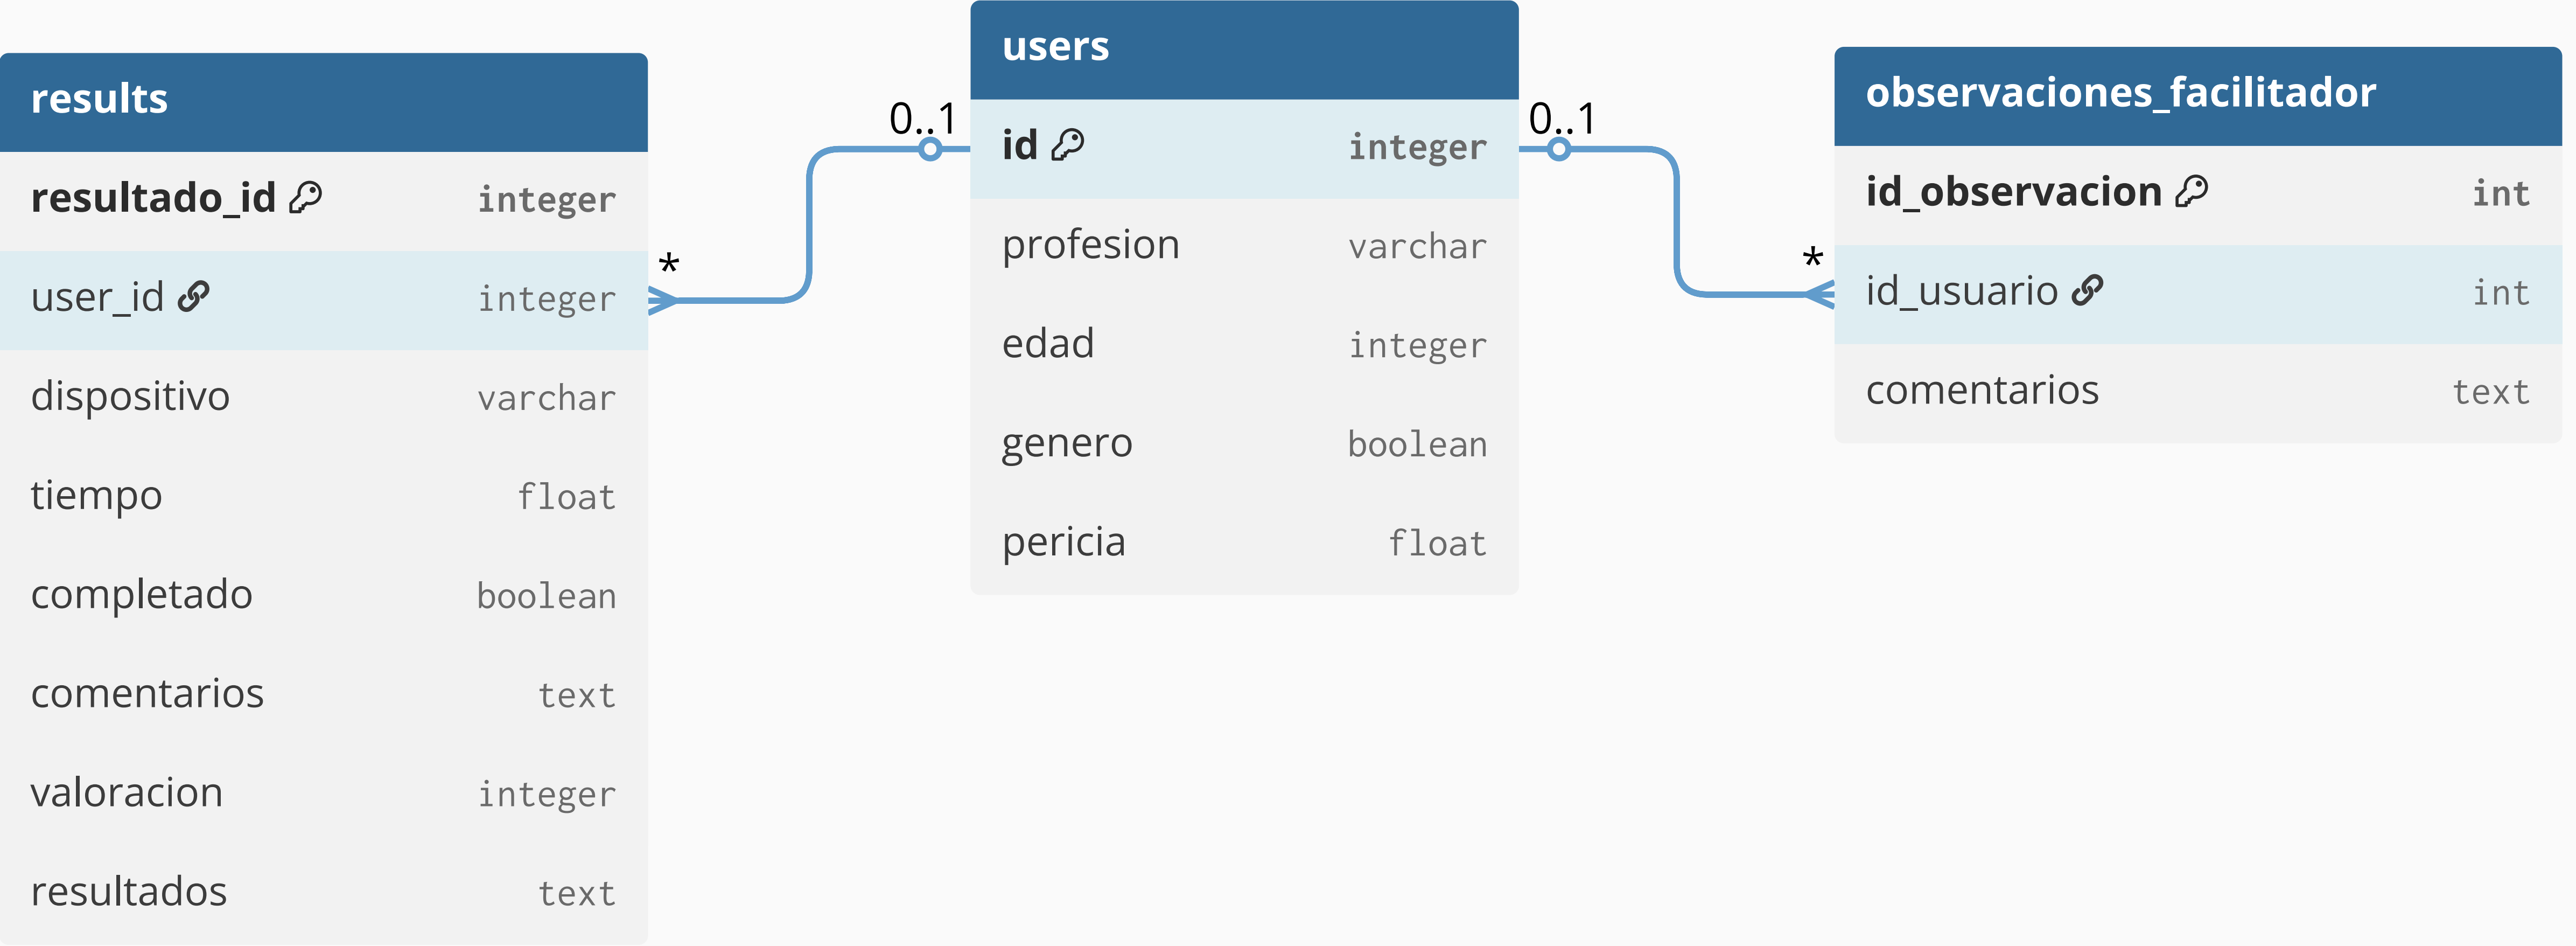 results
resultado_id integer
user_id integer
dispositivo varchar
tiempo float
completado boolean
comentarios text
valoracion integer
resultados text
*
0..1
users
id integer
profesion varchar
edad integer
genero boolean
pericia float
0..1
*
observaciones_facilitador
id_observacion int
id_usuario int
comentarios text